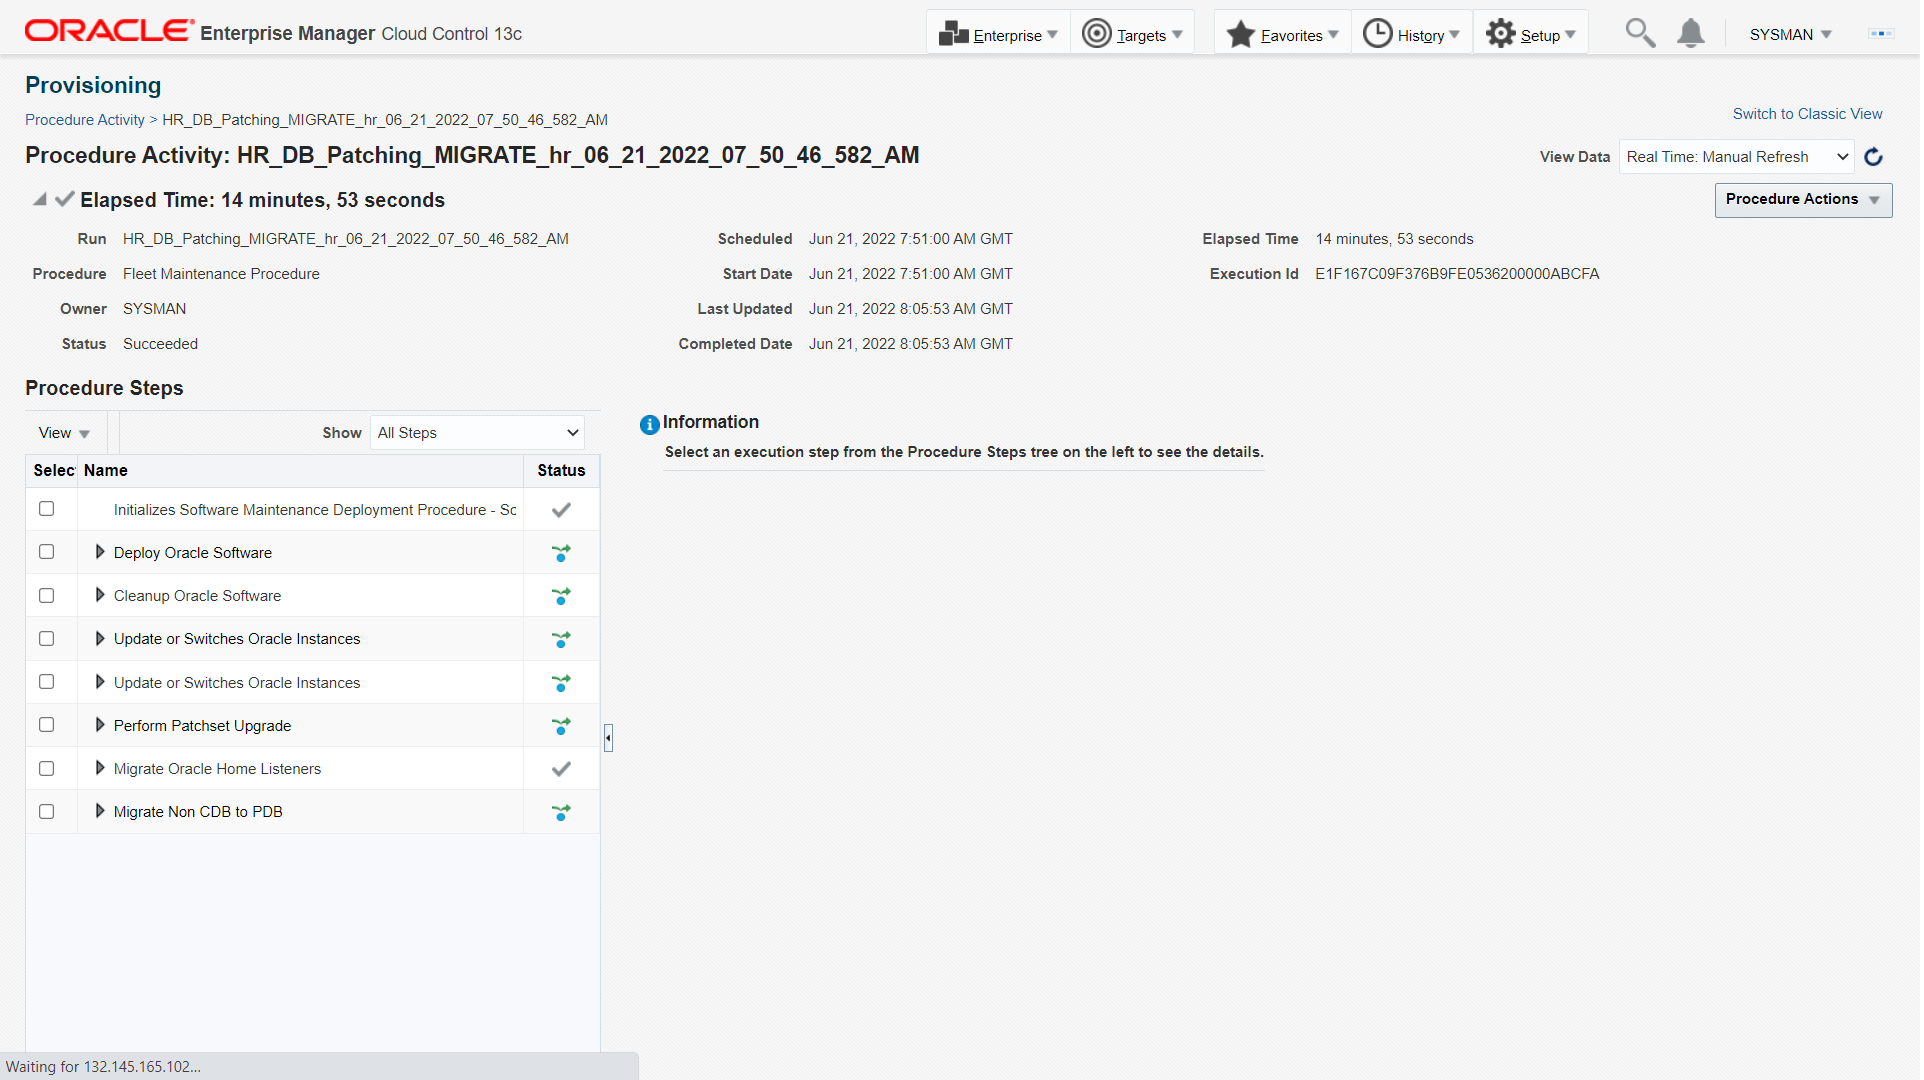 ORACLE Enterprise Manager Cloud Control 13c
Enterprise
Targets
Favorites
History
Setup
SYSMAN
Provisioning
Procedure Activity > HR_DB_Patching_MIGRATE_hr_06_21_2022_07_50_46_582_AM
Switch to Classic View
Procedure Activity: HR_DB_Patching_MIGRATE_hr_06_21_2022_07_50_46_582_AM
View Data Real Time: Manual Refresh
Elapsed Time: 14 minutes, 53 seconds
Procedure Actions
Run HR_DB_Patching_MIGRATE_hr_06_21_2022_07_50_46_582_AM
Procedure Fleet Maintenance Procedure
Owner SYSMAN
Status Succeeded
Scheduled Jun 21, 2022 7:51:00 AM GMT
Start Date Jun 21, 2022 7:51:00 AM GMT
Last Updated Jun 21, 2022 8:05:53 AM GMT
Completed Date Jun 21, 2022 8:05:53 AM GMT
Elapsed Time 14 minutes, 53 seconds
Execution Id E1F167C09F376B9FE0536200000ABCFA
Procedure Steps
View
Show All Steps
Selec Name Status
Initializes Software Maintenance Deployment Procedure - Sc
Deploy Oracle Software
Cleanup Oracle Software
Update or Switches Oracle Instances
Update or Switches Oracle Instances
Perform Patchset Upgrade
Migrate Oracle Home Listeners
Migrate Non CDB to PDB
Information
Select an execution step from the Procedure Steps tree on the left to see the details.
Waiting for 132.145.165.102...